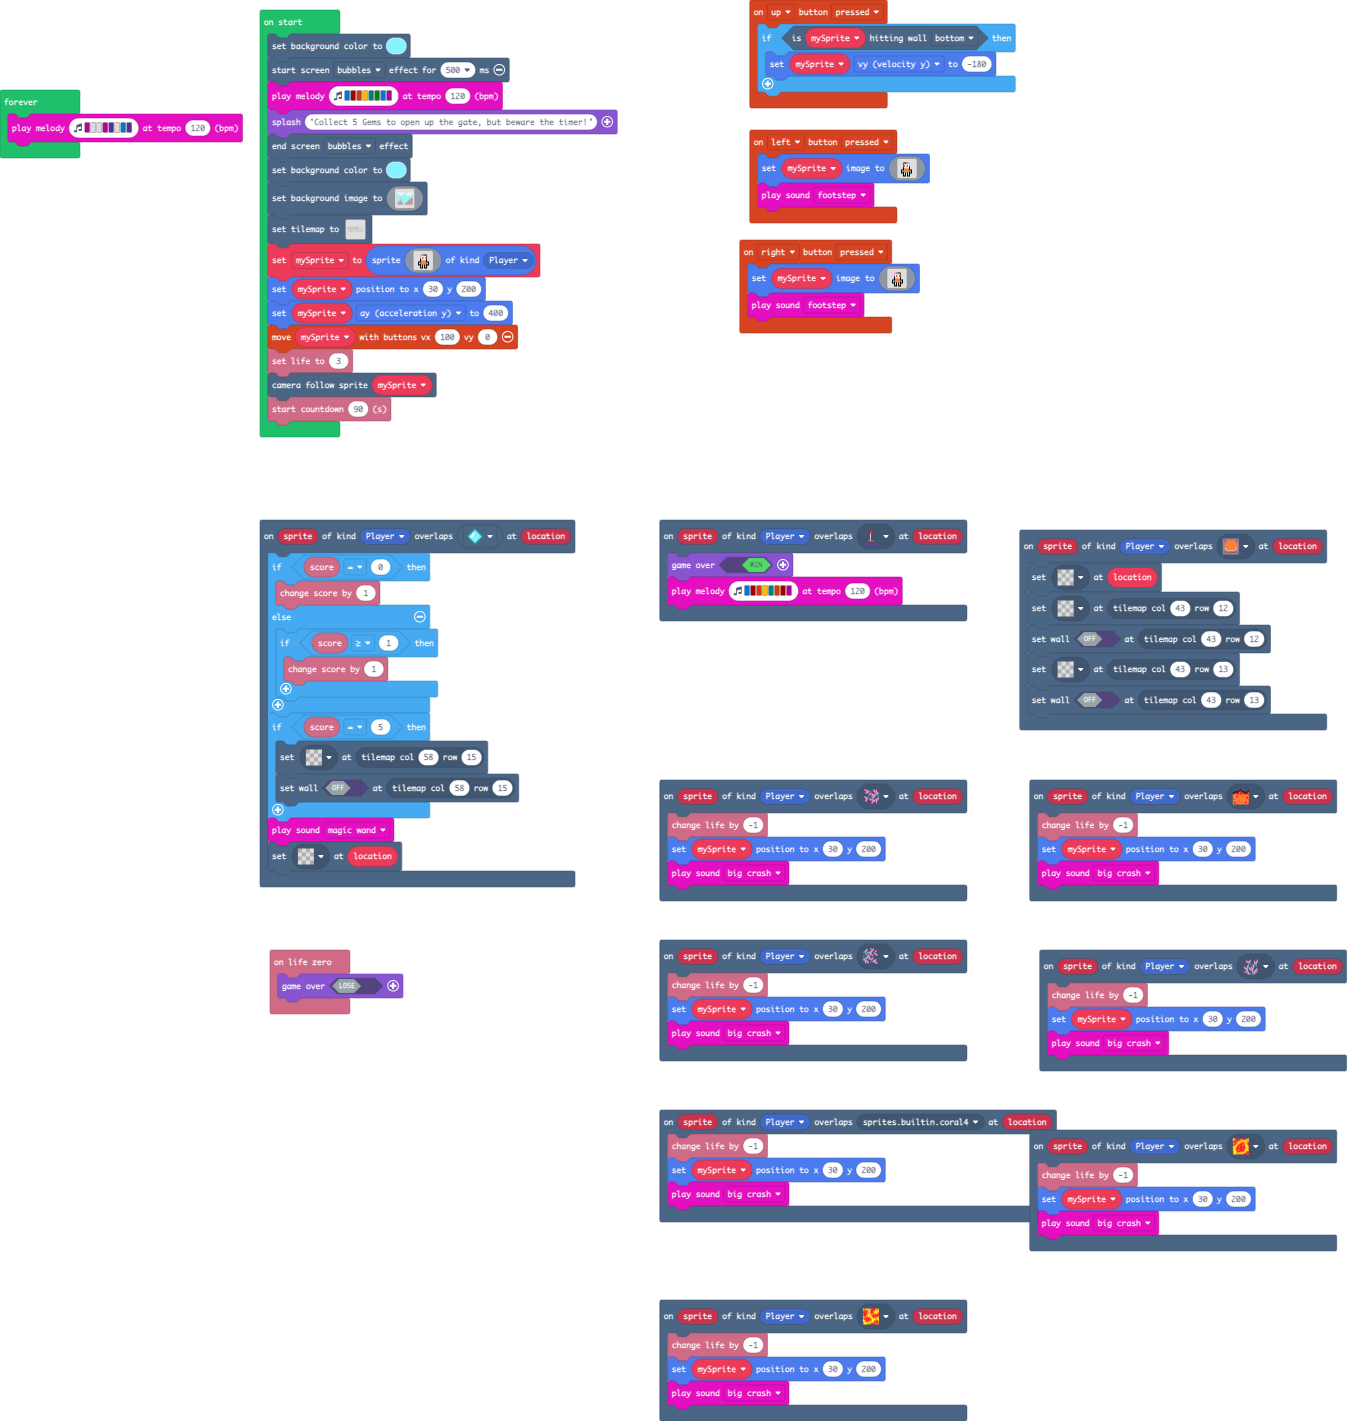 forever
play melody at tempo 120 (bpm)
on start
set background color to
start screen bubbles effect for 500 ms
play melody at tempo 120 (bpm)
splash "Collect 5 Gems to open up the gate, but beware the timer!"
end screen bubbles effect
set background color to
set background image to
set tilemap to
set mySprite to sprite of kind Player
set mySprite position to x 30 y 200
set mySprite ay (acceleration y) to 400
move mySprite with buttons vx 100 vy 0
set life to 3
camera follow sprite mySprite
start countdown 90 (s)
on up button pressed
if is mySprite hitting wall bottom then
set mySprite vy (velocity y) to -180
on left button pressed
set mySprite image to
play sound footstep
on right button pressed
set mySprite image to
play sound footstep
on sprite of kind Player overlaps at location
if score = 0 then
change score by 1
else
if score ≥ 1 then
change score by 1
if score = 5 then
set at tilemap col 58 row 15
set wall OFF at tilemap col 58 row 15
play sound magic wand
set at location
on sprite of kind Player overlaps at location
game over WIN
play melody at tempo 120 (bpm)
on sprite of kind Player overlaps at location
set at location
set at tilemap col 43 row 12
set wall OFF at tilemap col 43 row 12
set at tilemap col 43 row 13
set wall OFF at tilemap col 43 row 13
on sprite of kind Player overlaps at location
change life by -1
set mySprite position to x 30 y 200
play sound big crash
on sprite of kind Player overlaps at location
change life by -1
set mySprite position to x 30 y 200
play sound big crash
on life zero
game over LOSE
on sprite of kind Player overlaps at location
change life by -1
set mySprite position to x 30 y 200
play sound big crash
on sprite of kind Player overlaps at location
change life by -1
set mySprite position to x 30 y 200
play sound big crash
on sprite of kind Player overlaps sprites.builtin.coral4 at location
change life by -1
set mySprite position to x 30 y 200
play sound big crash
on sprite of kind Player overlaps at location
change life by -1
set mySprite position to x 30 y 200
play sound big crash
on sprite of kind Player overlaps at location
change life by -1
set mySprite position to x 30 y 200
play sound big crash